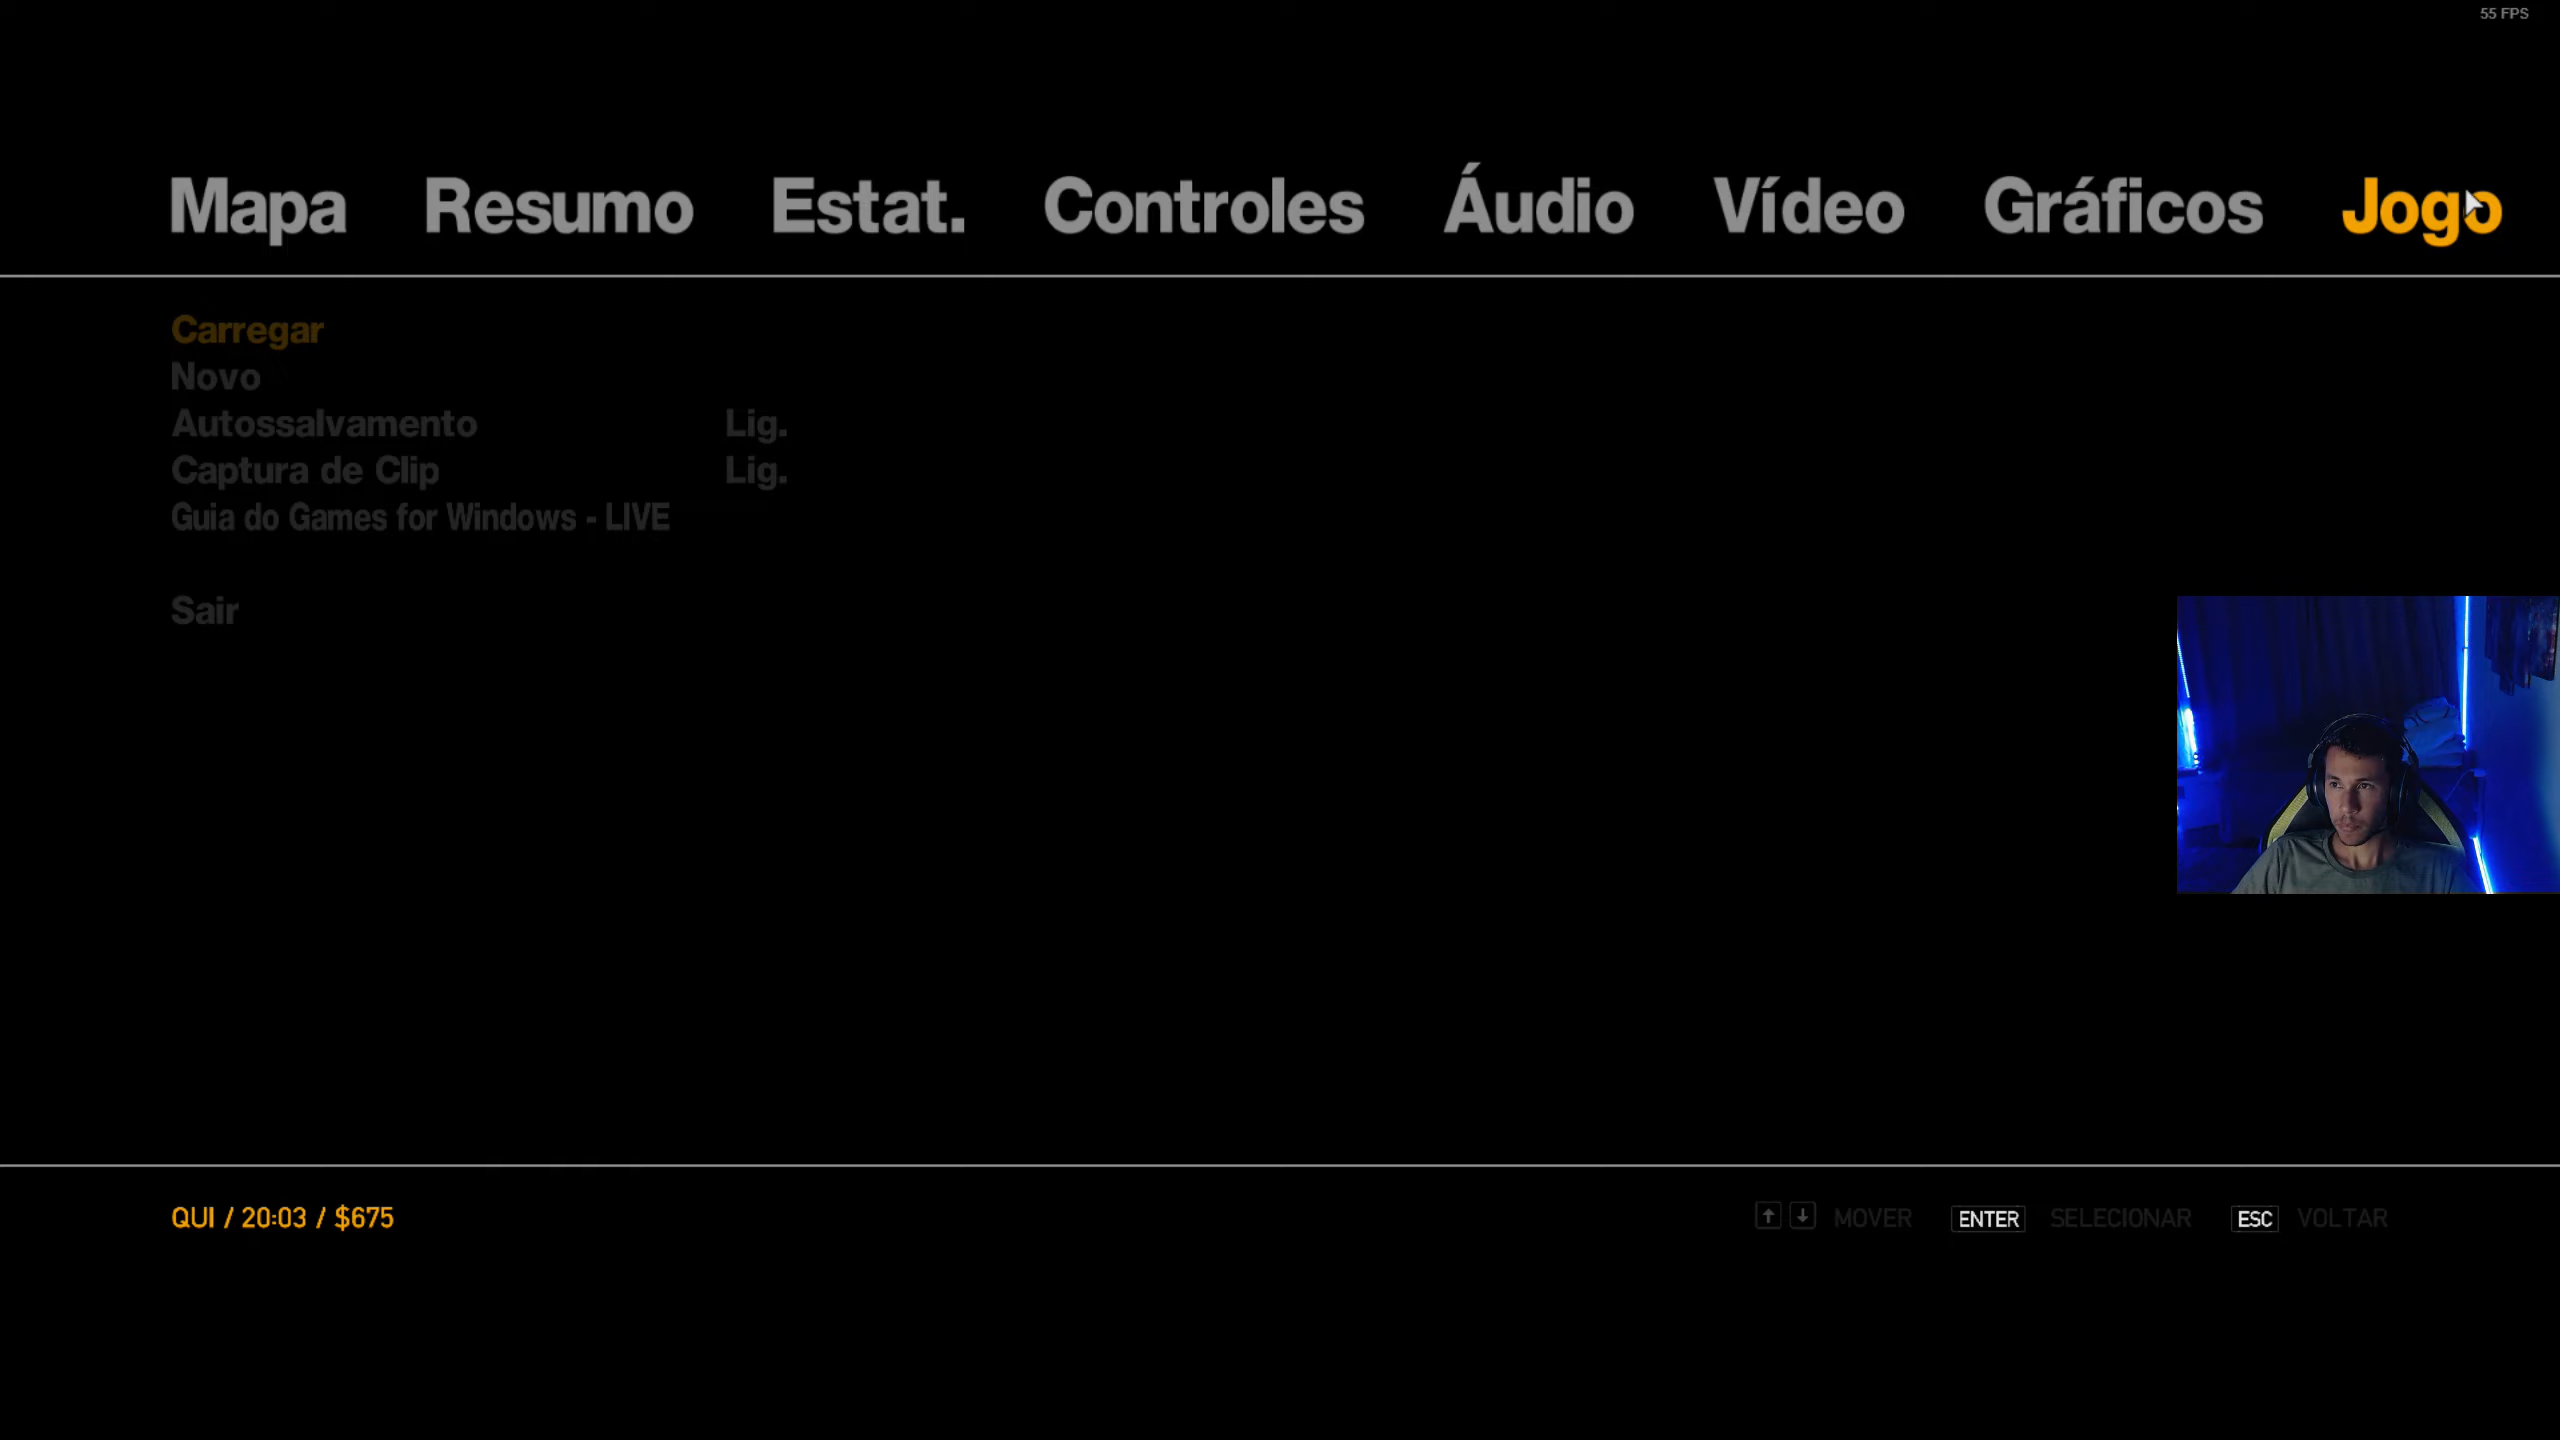 55 FPS
Mapa Resumo Estat. Controles Áudio Vídeo Gráficos Jogo
Carregar
Novo
Autossalvamento Lig.
Captura de Clip Lig.
Guia do Games for Windows - LIVE
Sair
QUI / 20:03 / $675 MOVER ENTER SELECIONAR ESC VOLTAR